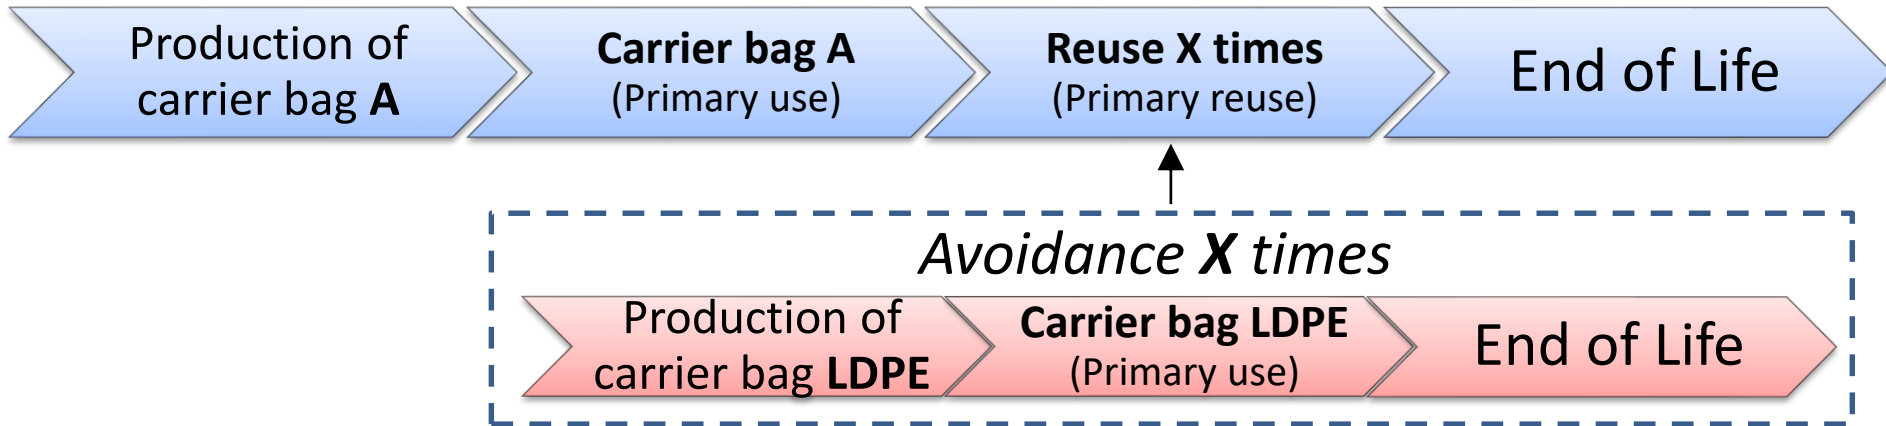 Production of
carrier bag A
Carrier bag A
(Primary use)
Reuse X times
(Primary reuse)
End of Life
Avoidance X times
Production of
carrier bag LDPE
Carrier bag LDPE
(Primary use)
End of Life